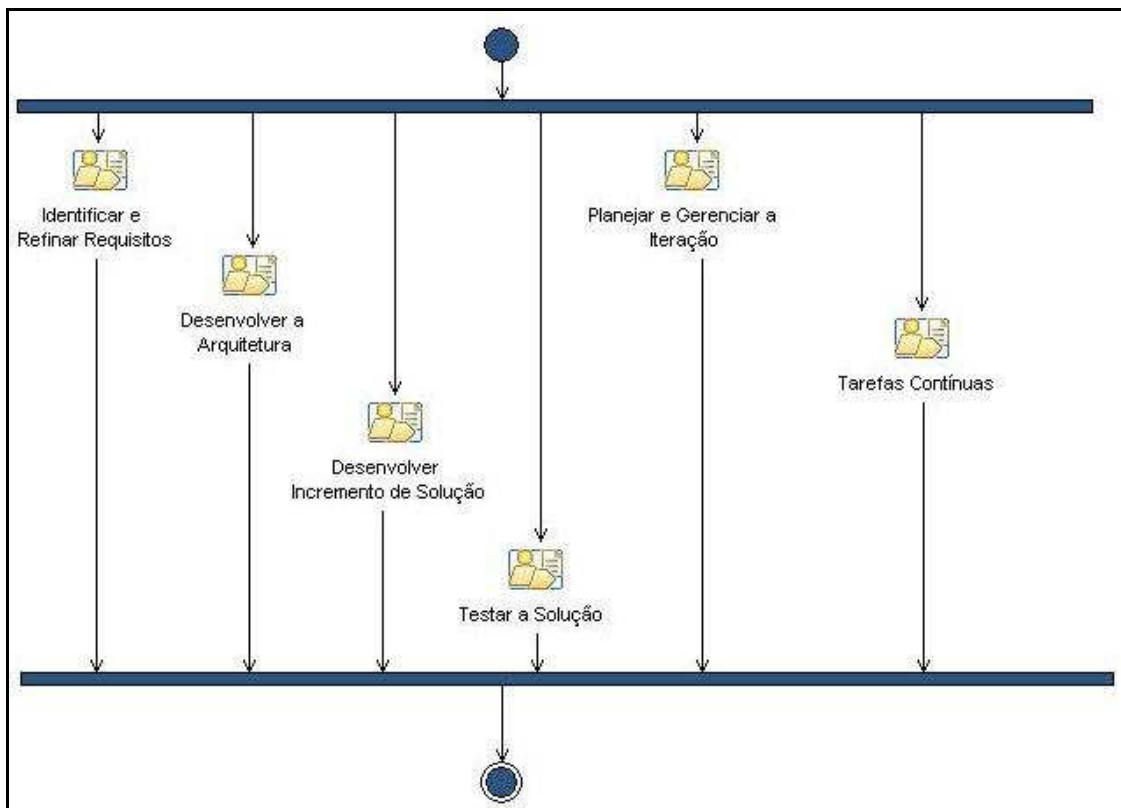 Identificar e
Refinar Requisitos
Planejar e Gerenciar a
Iteração
Desenvolver a
Arquitetura
Tarefas Contínuas
Desenvolver
Incremento de Solução
Testar a Solução